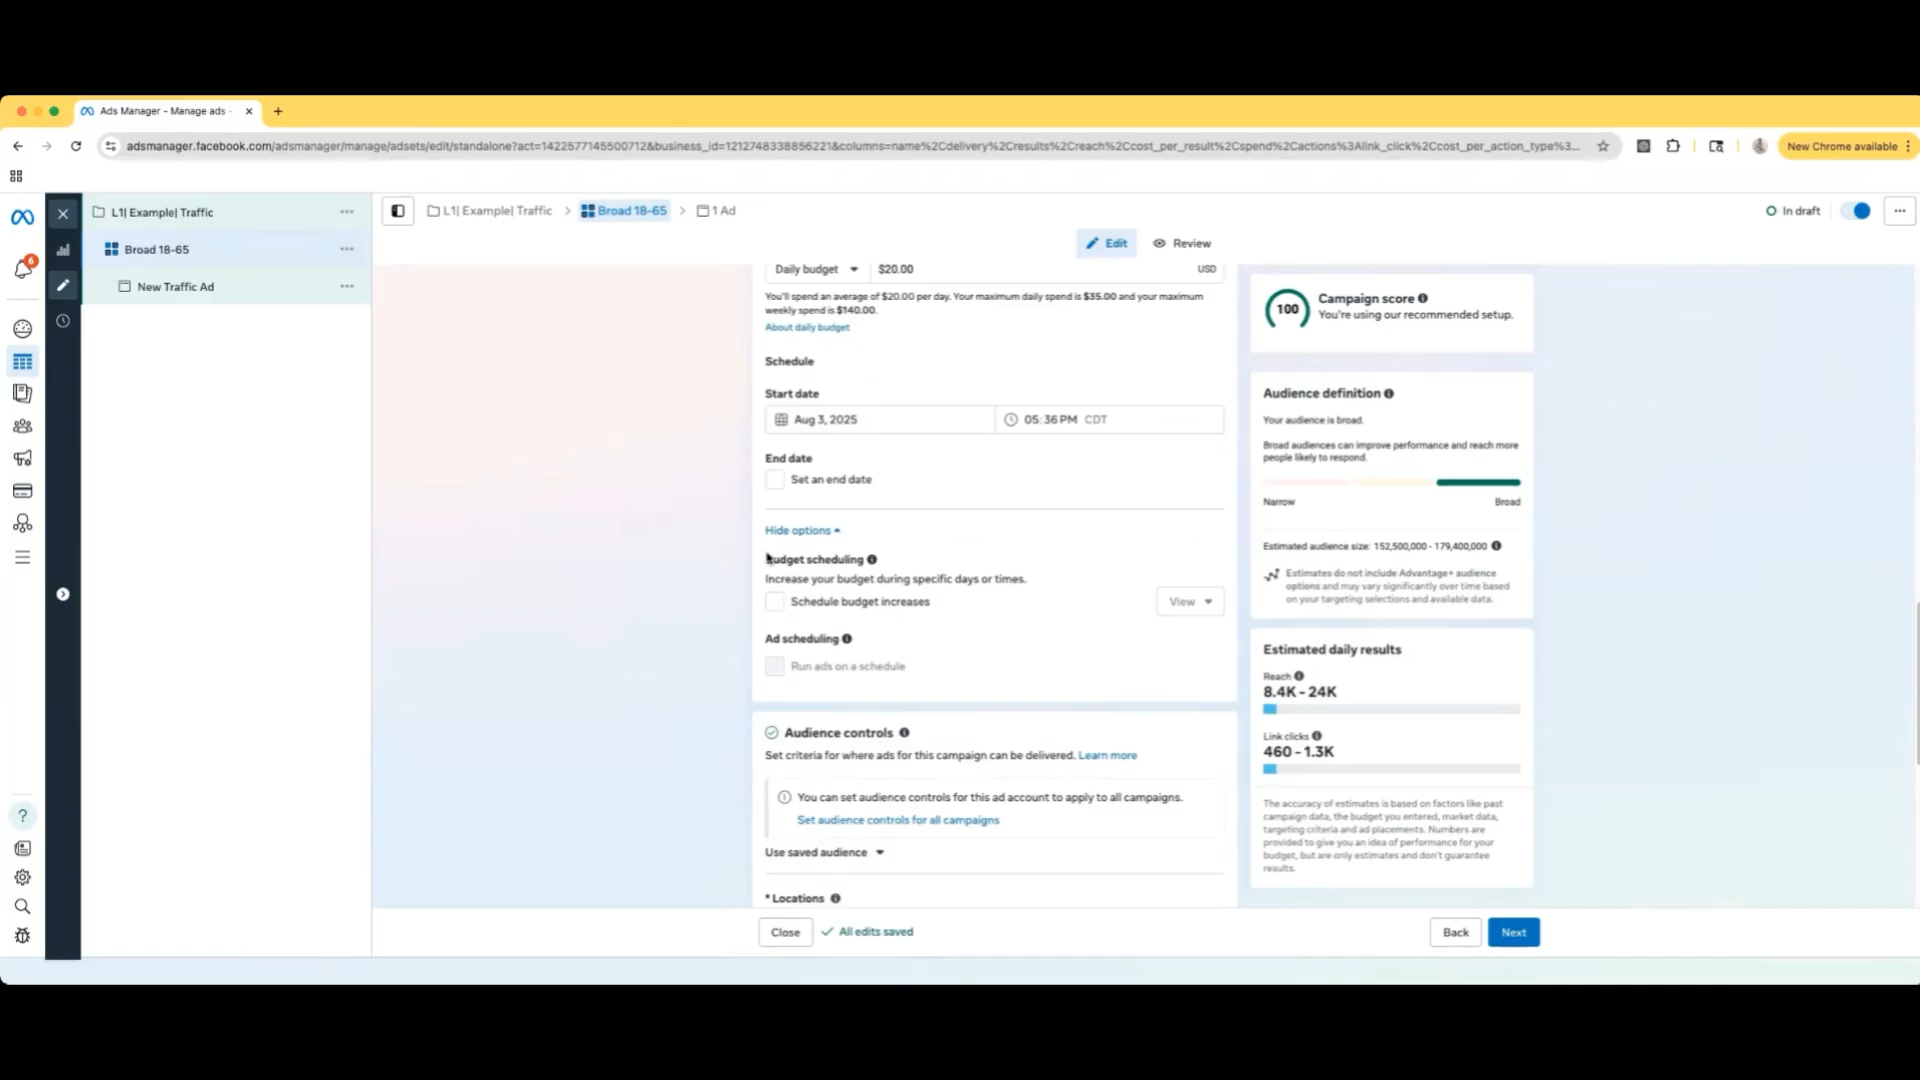 Ads Manager - Manage ads
adsmanager.facebook.com/adsmanager/manage/adsets/edit/standalone?act=1422577145500712&business_id=1212748338856221&columns=name%2Cdelivery%2Cresults%2Creach%2Ccost_per_result%2Cspend%2Cactions%3Alink_click%2Ccost_per_action_type%3...
New Chrome available
6
L1| Example| Traffic
Broad 18-65
New Traffic Ad
L1| Example| Traffic
Broad 18-65
1 Ad
In draft
Edit
Review
Daily budget
$20.00
USD
You'll spend an average of $20.00 per day. Your maximum daily spend is $35.00 and your maximum
weekly spend is $140.00.
About daily budget
Schedule
Start date
Aug 3, 2025
05:36 PM CDT
End date
Set an end date
Hide options
Budget scheduling
Increase your budget during specific days or times.
Schedule budget increases
View
Ad scheduling
Run ads on a schedule
Audience controls
Set criteria for where ads for this campaign can be delivered. Learn more
You can set audience controls for this ad account to apply to all campaigns.
Set audience controls for all campaigns
Use saved audience
* Locations
100
Campaign score
You're using our recommended setup.
Audience definition
Your audience is broad.
Broad audiences can improve performance and reach more
people likely to respond.
Narrow
Broad
Estimated audience size: 152,500,000 - 179,400,000
Estimates do not include Advantage+ audience
options and may vary significantly over time based
on your targeting selections and available data.
Estimated daily results
Reach
8.4K - 24K
Link clicks
460 - 1.3K
The accuracy of estimates is based on factors like past
campaign data, the budget you entered, market data,
targeting criteria and ad placements. Numbers are
provided to give you an idea of performance for your
budget, but are only estimates and don't guarantee
results.
Close
All edits saved
Back
Next